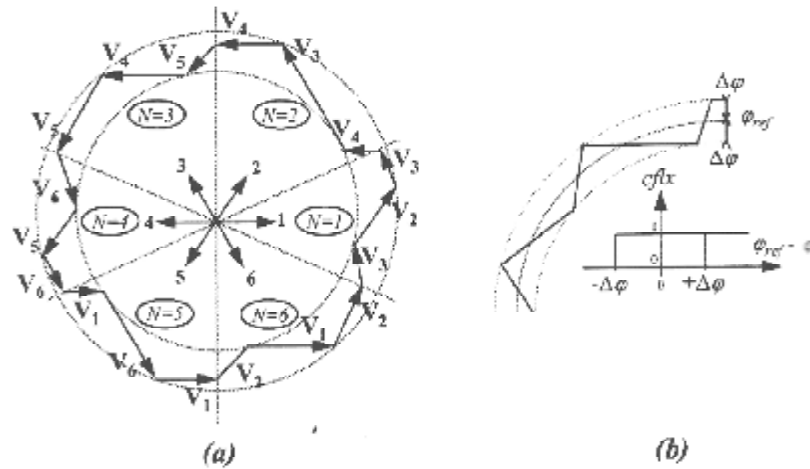 V4
V4 V5 V3
N=3 N=2
V5 V4
V3
3 2
V6 V2
N=4 4 1 N=1
V5 V3
5 6
V6
V1 N=5 N=6 V2
V1
V6 V2
V1
(a)
Δφ
φref
Δφ
cflx
1
0
φref - φ
-Δφ 0 +Δφ
(b)